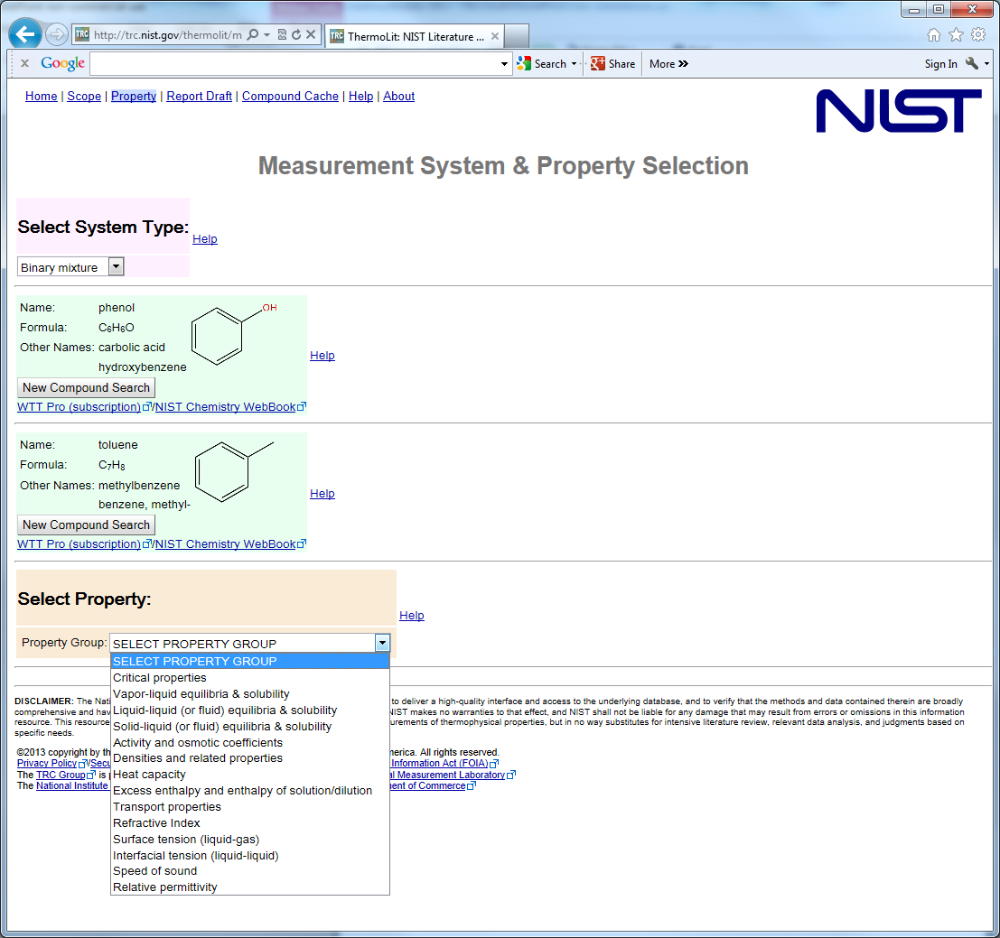 http://trc.nist.gov/thermolit/m
TRC ThermoLit: NIST Literature ...
x Google Search Share More » Sign In
Home | Scope | Property | Report Draft | Compound Cache | Help | About
NIST
Measurement System & Property Selection
Select System Type: Help
Binary mixture
Name: phenol
OH
Formula: C₆H₆O
Other Names: carbolic acid
hydroxybenzene
Help
New Compound Search
WTT Pro (subscription)/NIST Chemistry WebBook
Name: toluene
Formula: C₇H₈
Other Names: methylbenzene
benzene, methyl-
Help
New Compound Search
WTT Pro (subscription)/NIST Chemistry WebBook
Select Property:
Help
Property Group: SELECT PROPERTY GROUP
SELECT PROPERTY GROUP
Critical properties
Vapor-liquid equilibria & solubility
Liquid-liquid (or fluid) equilibria & solubility
Solid-liquid (or fluid) equilibria & solubility
Activity and osmotic coefficients
Densities and related properties
Heat capacity
Excess enthalpy and enthalpy of solution/dilution
Transport properties
Refractive Index
Surface tension (liquid-gas)
Interfacial tension (liquid-liquid)
Speed of sound
Relative permittivity
DISCLAIMER: The Nati to deliver a high-quality interface and access to the underlying database, and to verify that the methods and data contained therein are broadly
comprehensive and hav IST makes no warranties to that effect, and NIST shall not be liable for any damage that may result from errors or omissions in this information
resource. This resource urements of thermophysical properties, but in no way substitutes for intensive literature review, relevant data analysis, and judgments based on
specific needs.
©2013 copyright by th merica. All rights reserved.
Privacy Policy/Secu Information Act (FOIA)
The TRC Group is p al Measurement Laboratory
The National Institute ment of Commerce